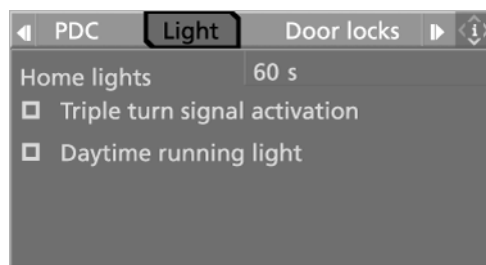 PDC Light Door locks i
Home lights 60 s
Triple turn signal activation
Daytime running light